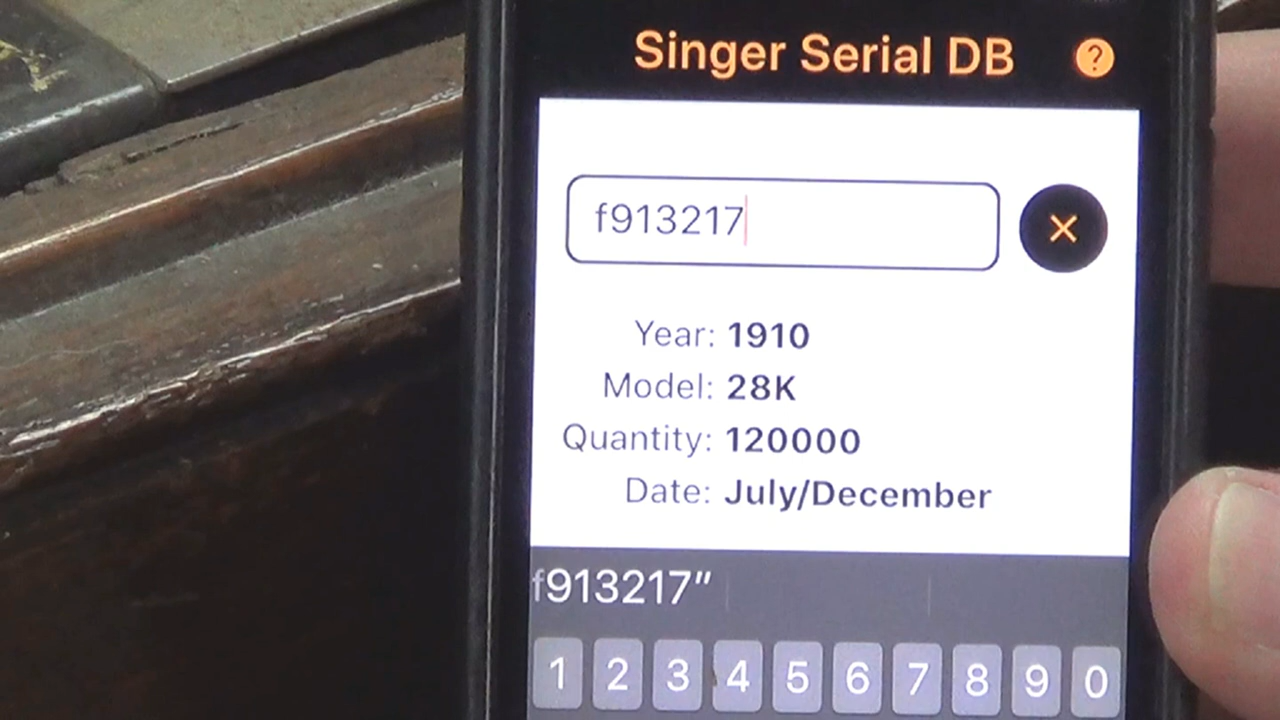 Singer Serial DB ?
f913217 ×
Year: 1910
Model: 28K
Quantity: 120000
Date: July/December
f913217"
1 2 3 4 5 6 7 8 9 0